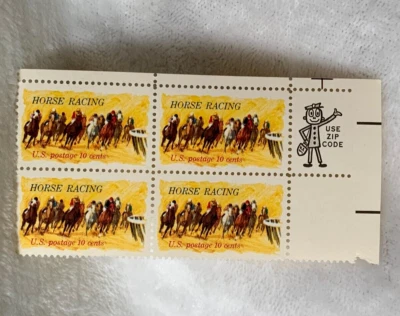 HORSE RACING
U.S. postage 10 cents
HORSE RACING
U.S. postage 10 cents
USE
ZIP
CODE
HORSE RACING
U.S. postage 10 cents
HORSE RACING
U.S. postage 10 cents